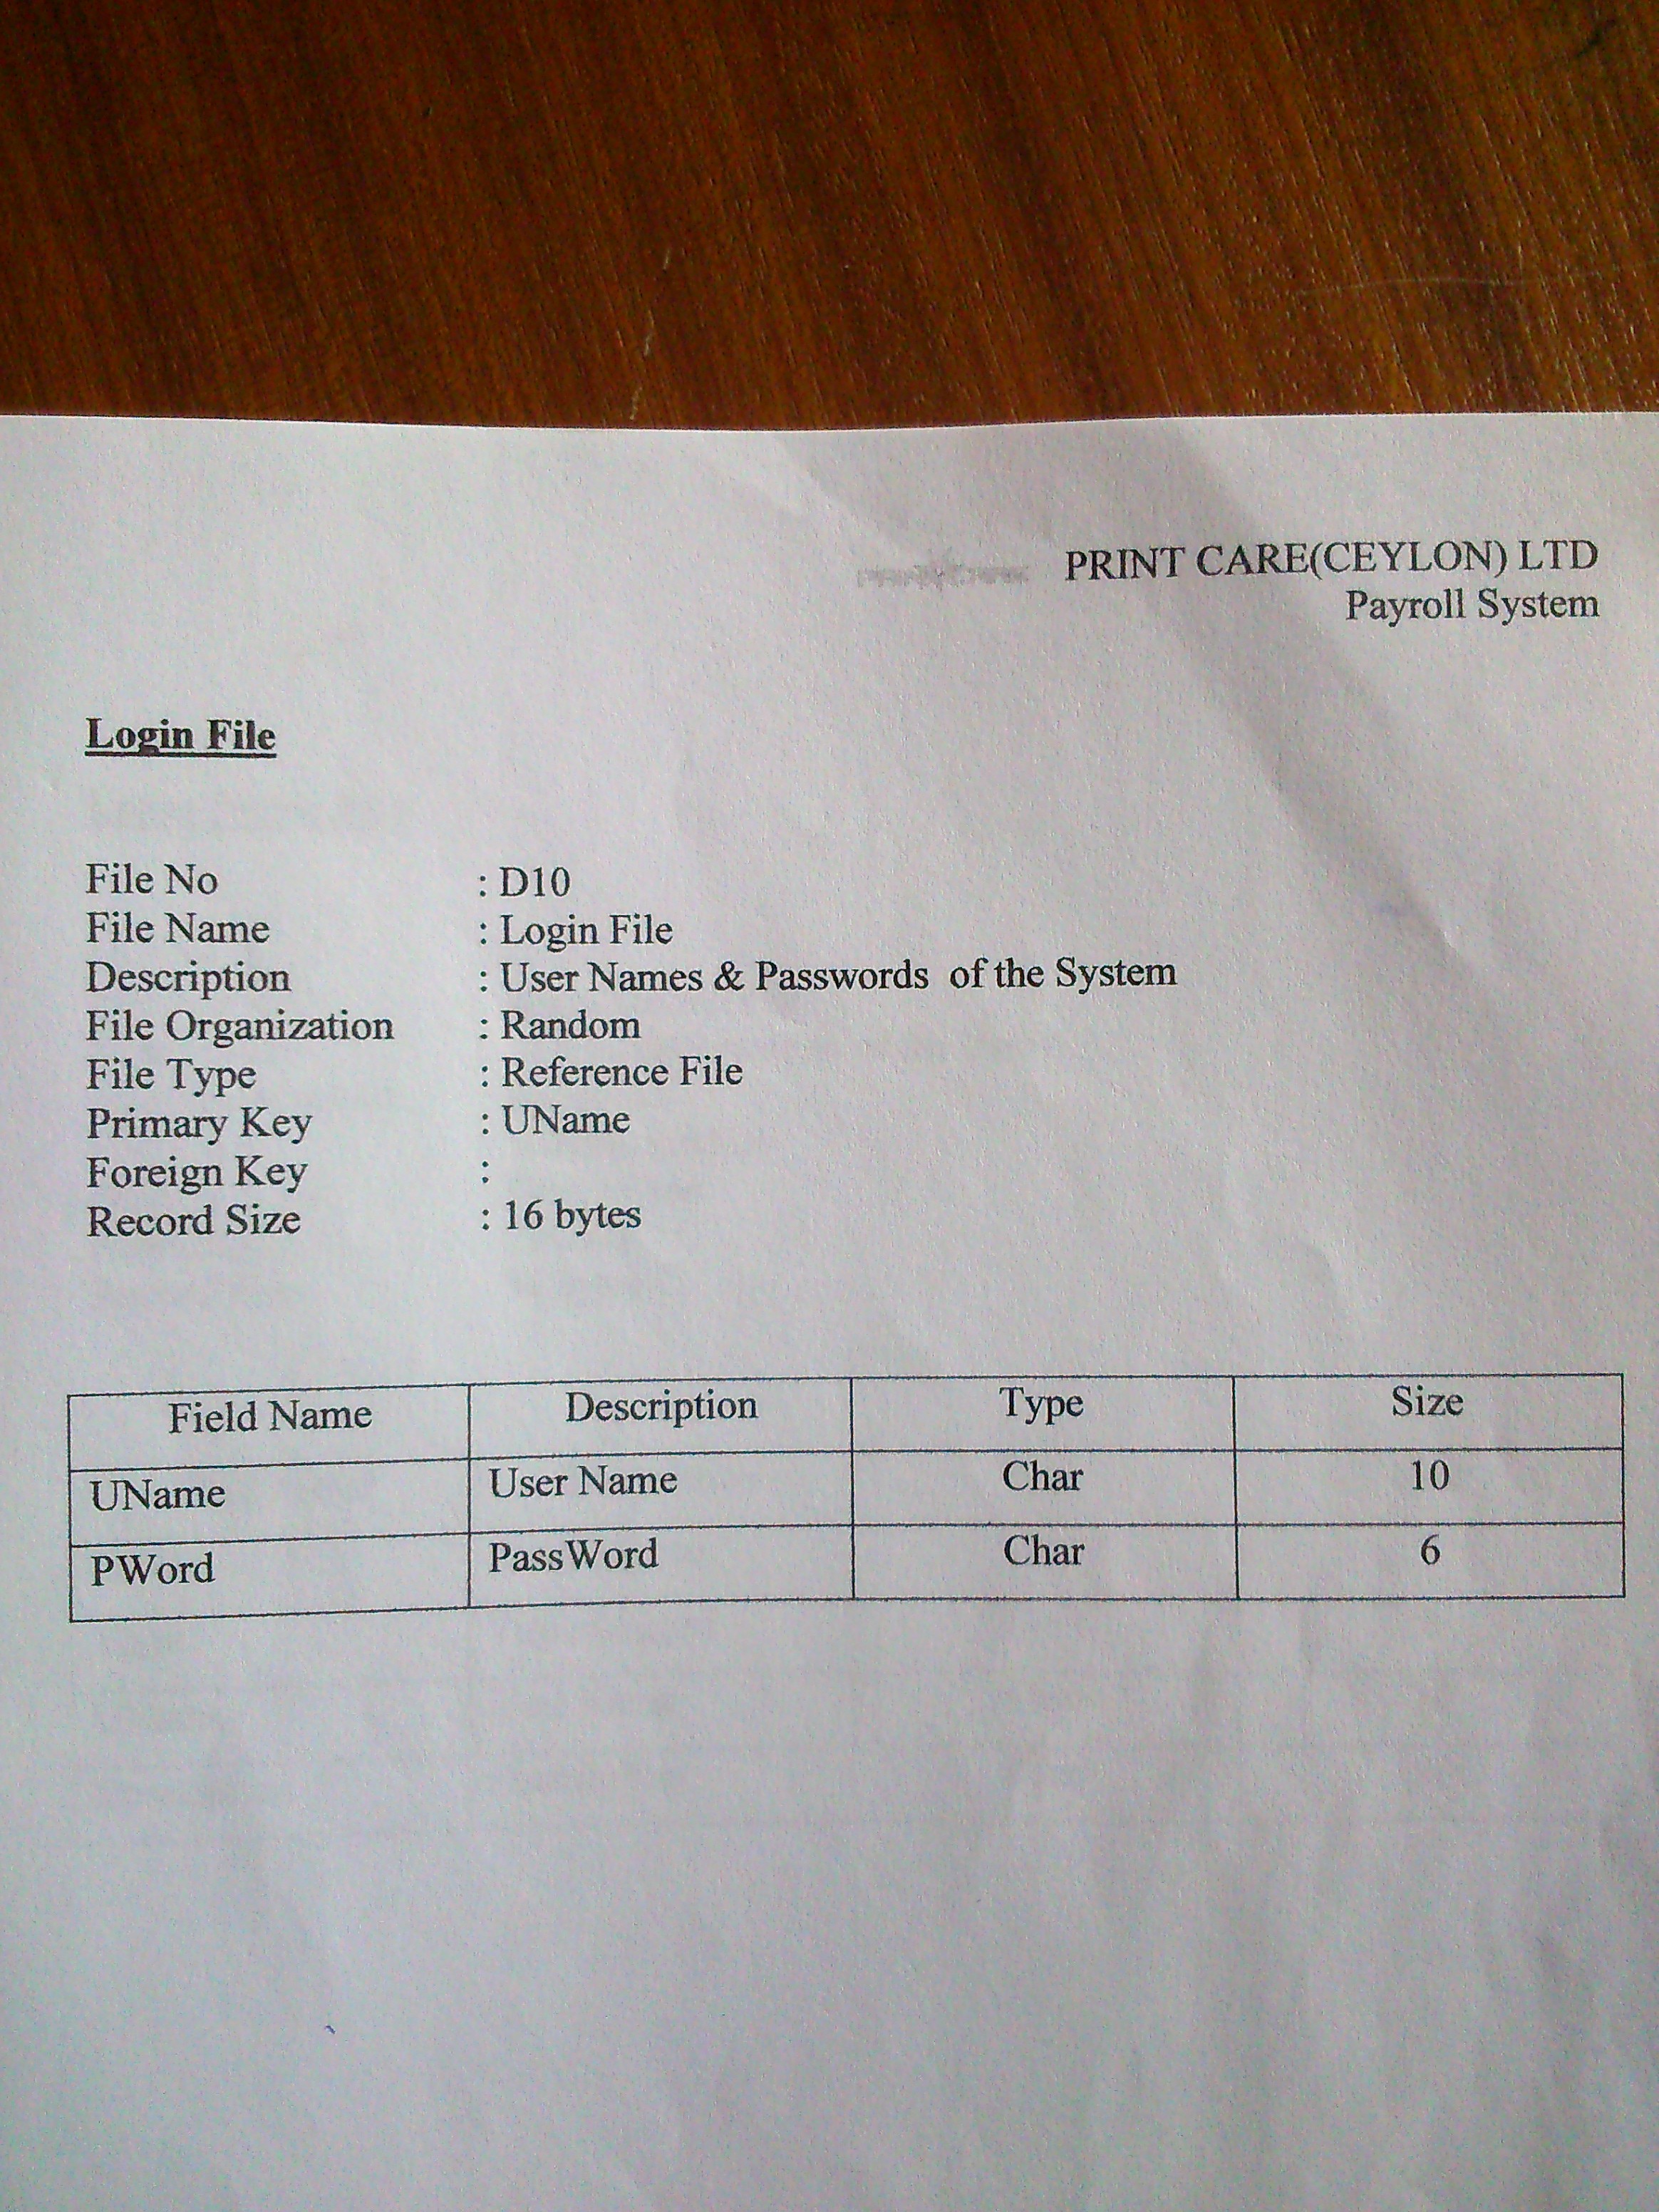 PRINT CARE(CEYLON) LTD
Payroll System
Login File
File No : D10
File Name : Login File
Description : User Names & Passwords of the System
File Organization : Random
File Type : Reference File
Primary Key : UName
Foreign Key :
Record Size : 16 bytes
Field Name Description Type Size
UName User Name Char 10
PWord PassWord Char 6